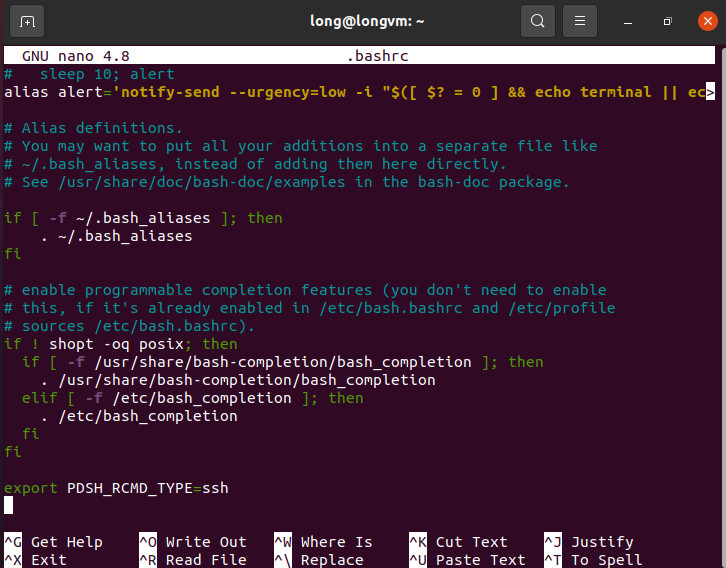 long@longvm: ~
GNU nano 4.8 .bashrc
#   sleep 10; alert
alias alert='notify-send --urgency=low -i "$([ $? = 0 ] && echo terminal || ec>

# Alias definitions.
# You may want to put all your additions into a separate file like
# ~/.bash_aliases, instead of adding them here directly.
# See /usr/share/doc/bash-doc/examples in the bash-doc package.

if [ -f ~/.bash_aliases ]; then
    . ~/.bash_aliases
fi

# enable programmable completion features (you don't need to enable
# this, if it's already enabled in /etc/bash.bashrc and /etc/profile
# sources /etc/bash.bashrc).
if ! shopt -oq posix; then
  if [ -f /usr/share/bash-completion/bash_completion ]; then
    . /usr/share/bash-completion/bash_completion
  elif [ -f /etc/bash_completion ]; then
    . /etc/bash_completion
  fi
fi

export PDSH_RCMD_TYPE=ssh

^G Get Help ^O Write Out ^W Where Is ^K Cut Text ^J Justify
^X Exit ^R Read File ^\ Replace ^U Paste Text ^T To Spell